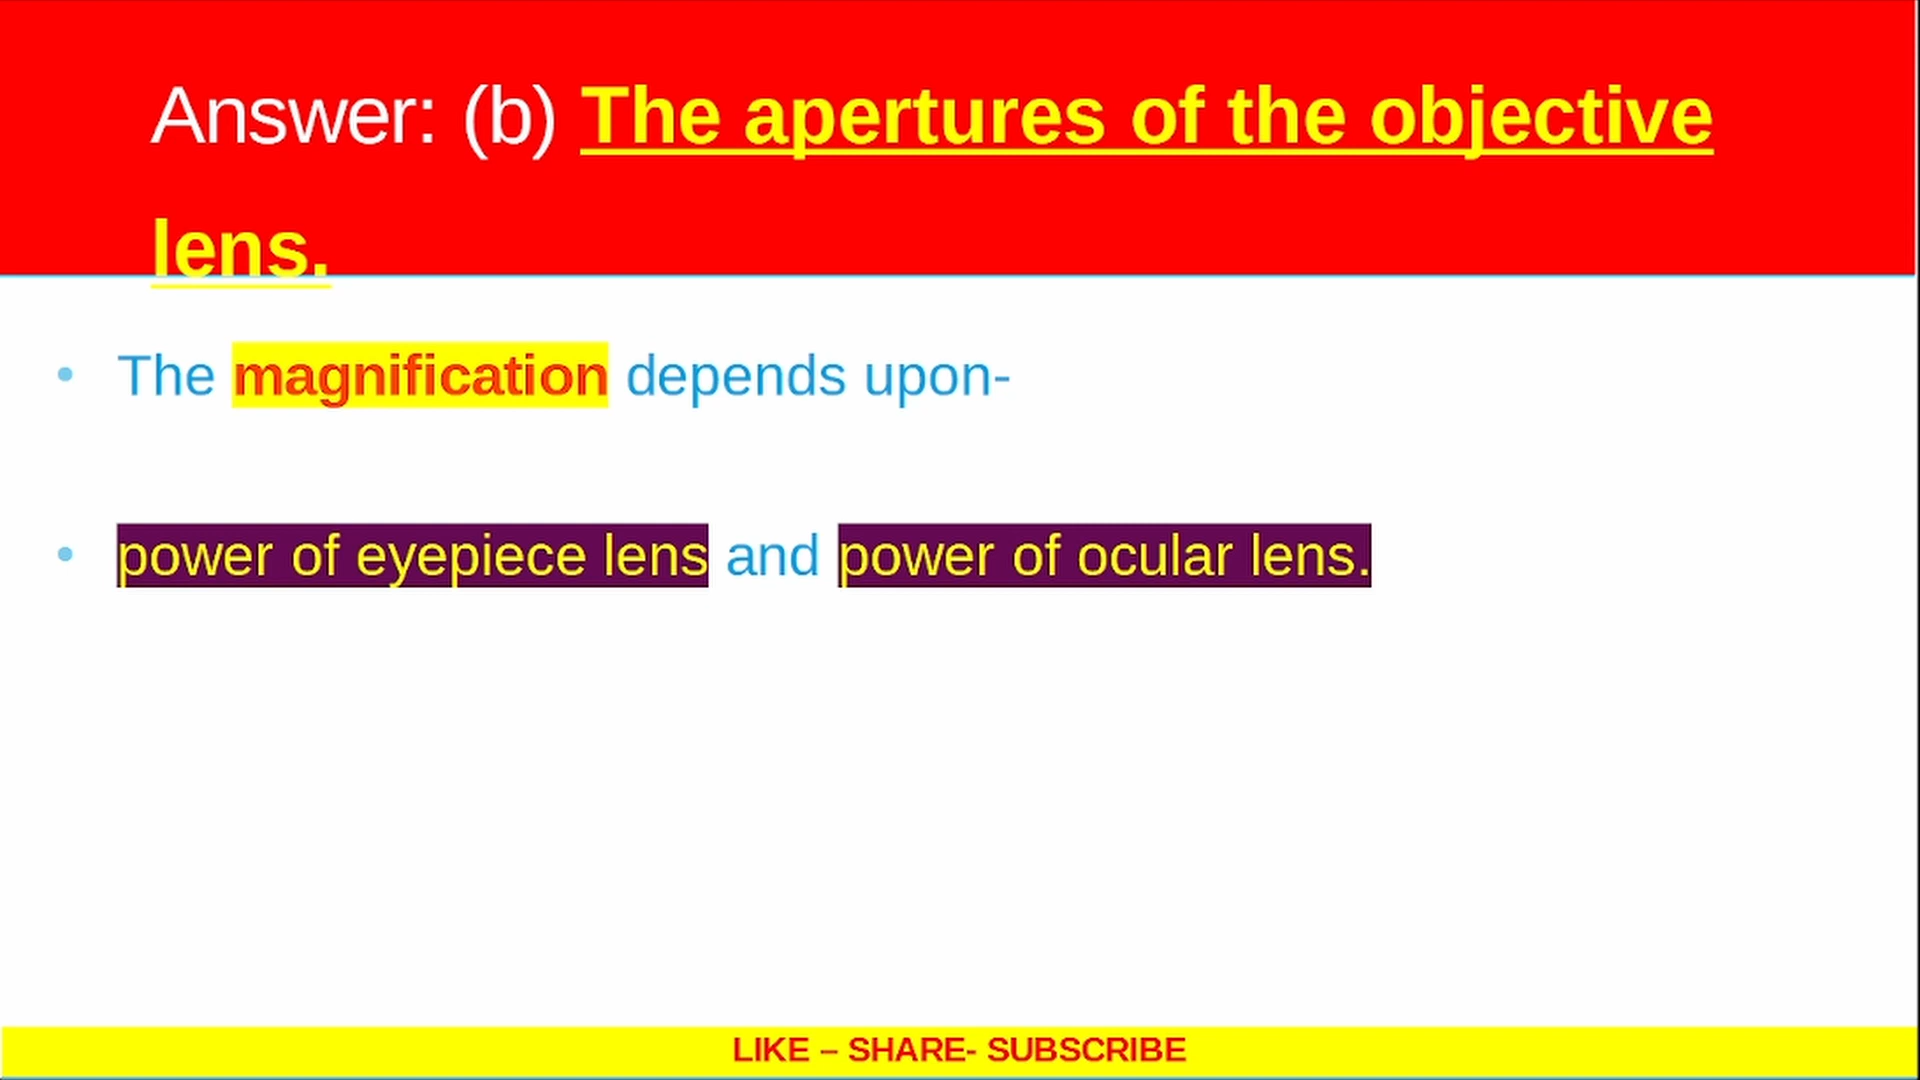 Answer: (b) The apertures of the objective
lens.
• The magnification depends upon-
• power of eyepiece lens and power of ocular lens.
LIKE – SHARE- SUBSCRIBE